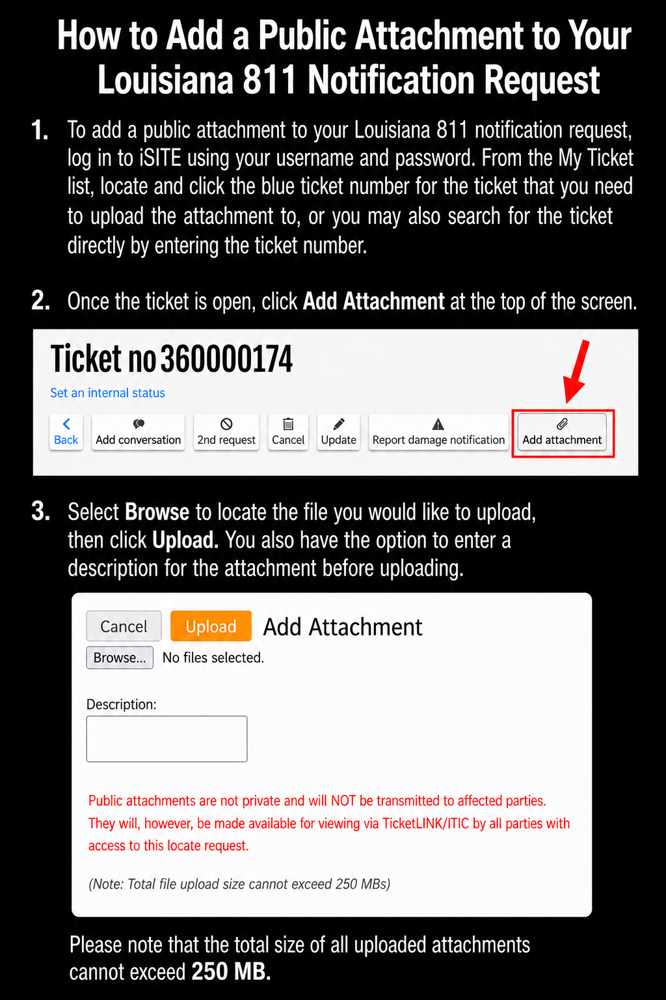 How to Add a Public Attachment to Your
Louisiana 811 Notification Request
1. To add a public attachment to your Louisiana 811 notification request,
log in to iSITE using your username and password. From the My Ticket
list, locate and click the blue ticket number for the ticket that you need
to upload the attachment to, or you may also search for the ticket
directly by entering the ticket number.
2. Once the ticket is open, click Add Attachment at the top of the screen.
Ticket no 360000174
Set an internal status
Back Add conversation 2nd request Cancel Update Report damage notification Add attachment
3. Select Browse to locate the file you would like to upload,
then click Upload. You also have the option to enter a
description for the attachment before uploading.
Cancel Upload Add Attachment
Browse... No files selected.
Description:
Public attachments are not private and will NOT be transmitted to affected parties.
They will, however, be made available for viewing via TicketLINK/ITIC by all parties with
access to this locate request.
(Note: Total file upload size cannot exceed 250 MBs)
Please note that the total size of all uploaded attachments
cannot exceed 250 MB.